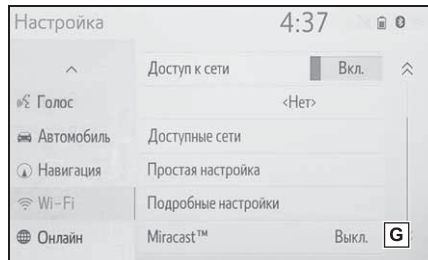 Настройка 4:37
Доступ к сети Вкл.
Голос <Нет>
Автомобиль Доступные сети
Навигация Простая настройка
Wi-Fi Подробные настройки
Онлайн Miracast™ Выкл. G